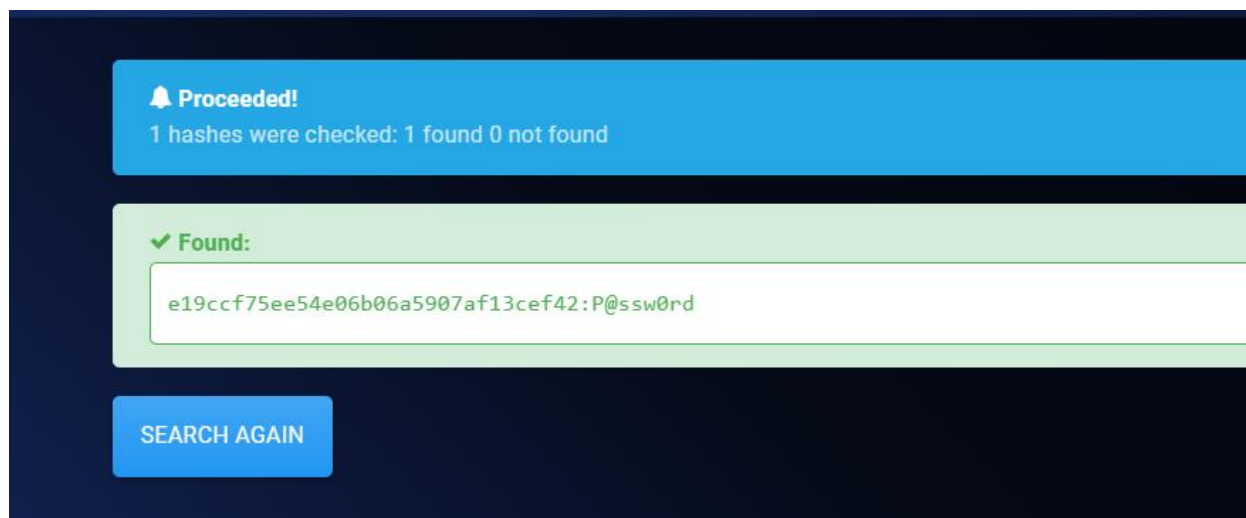 Proceeded!
1 hashes were checked: 1 found 0 not found
Found:
e19ccf75ee54e06b06a5907af13cef42:P@ssw0rd
SEARCH AGAIN